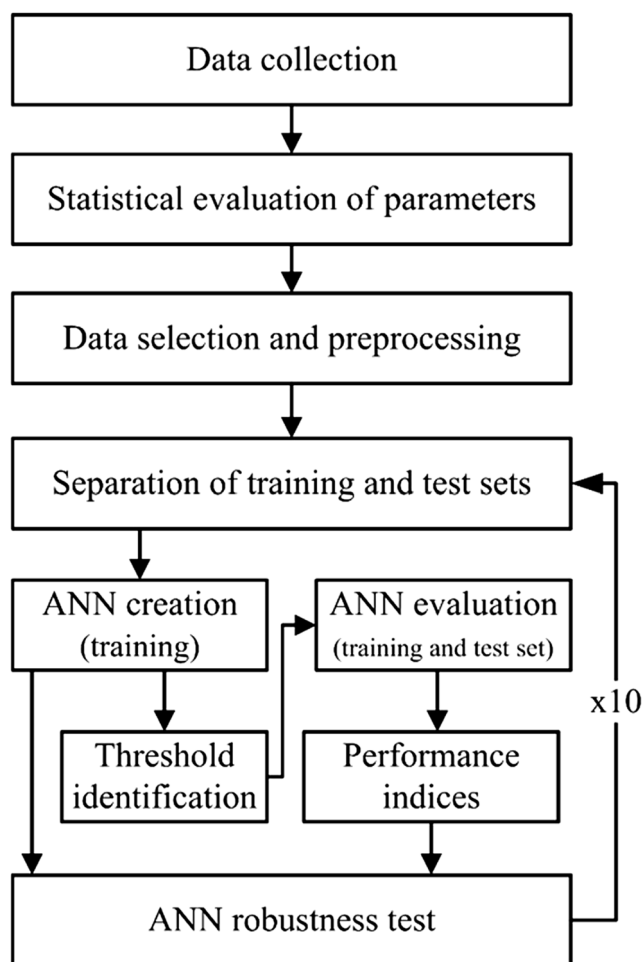 Data collection
Statistical evaluation of parameters
Data selection and preprocessing
Separation of training and test sets
ANN creation
(training)
ANN evaluation
(training and test set)
x10
Threshold
identification
Performance
indices
ANN robustness test